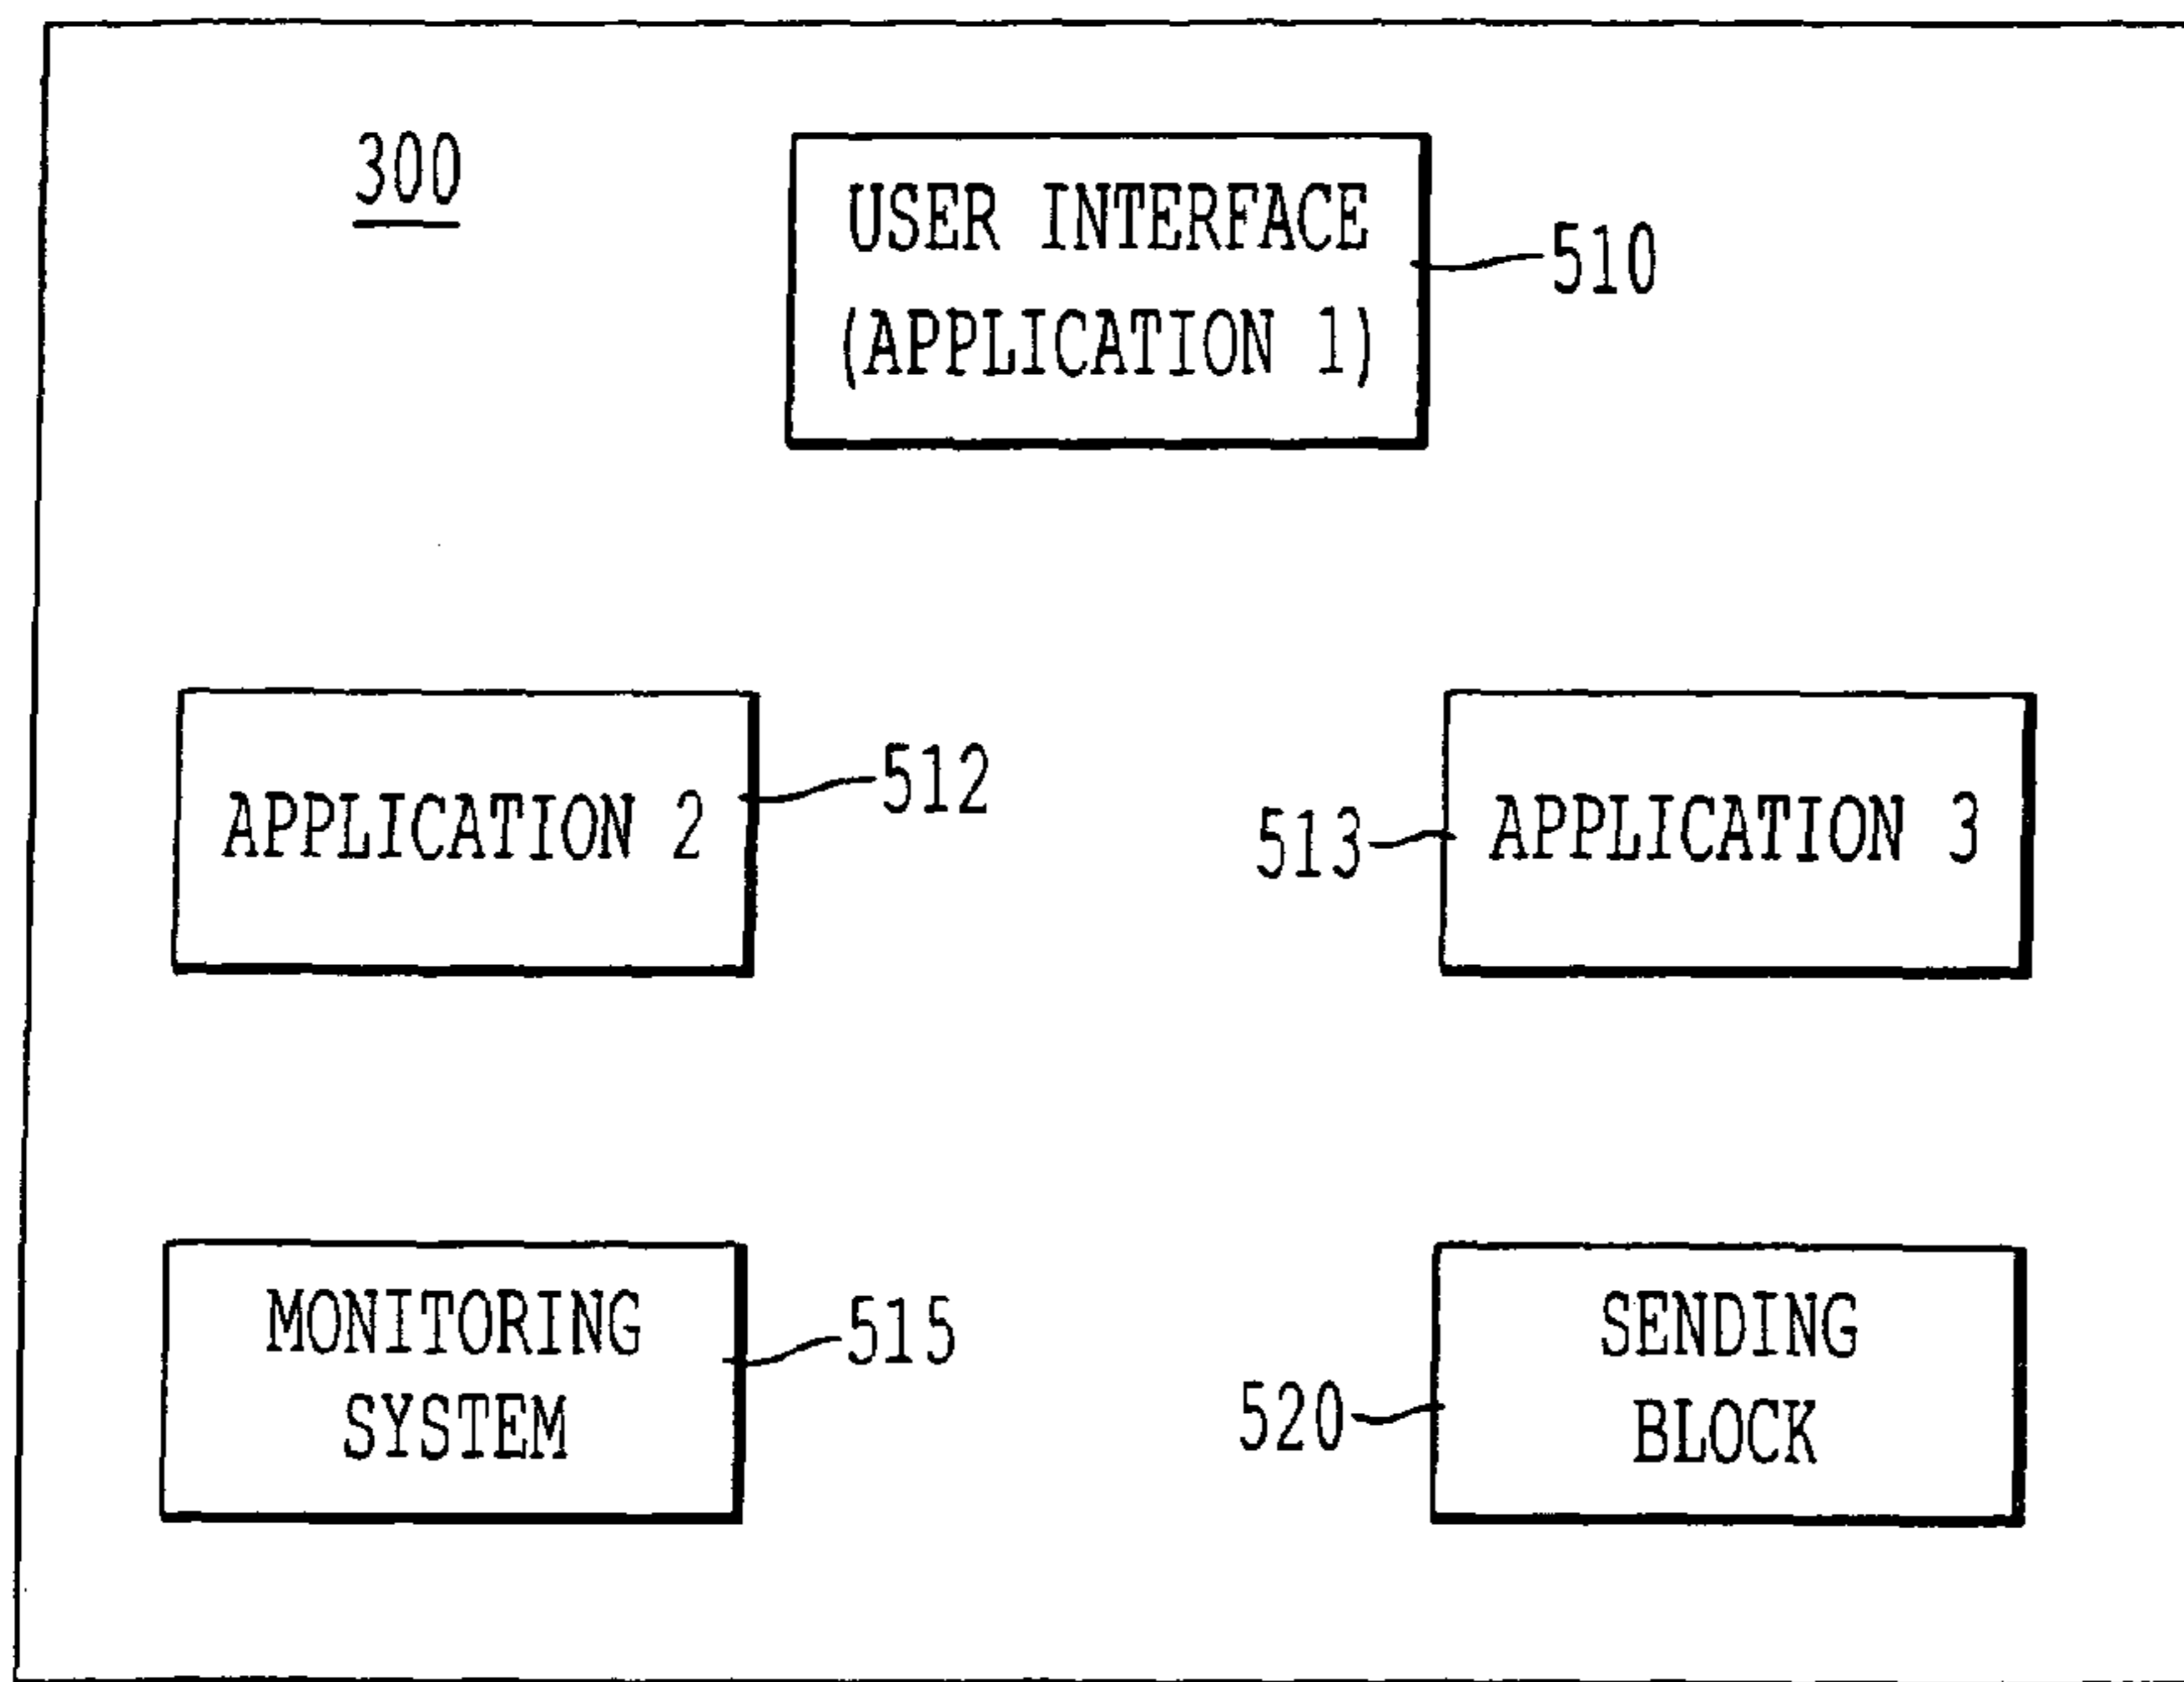 300
USER INTERFACE
(APPLICATION 1)
510
APPLICATION 2
512
513
APPLICATION 3
MONITORING
SYSTEM
515
520
SENDING
BLOCK